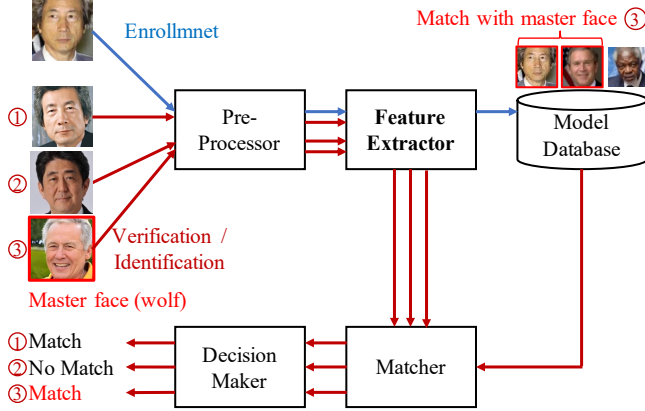 Match with master face ③
Enrollmnet
①
Pre-
Processor
Feature
Extractor
Model
Database
②
③
Verification /
Identification
Master face (wolf)
①Match
②No Match
③Match
Decision
Maker
Matcher